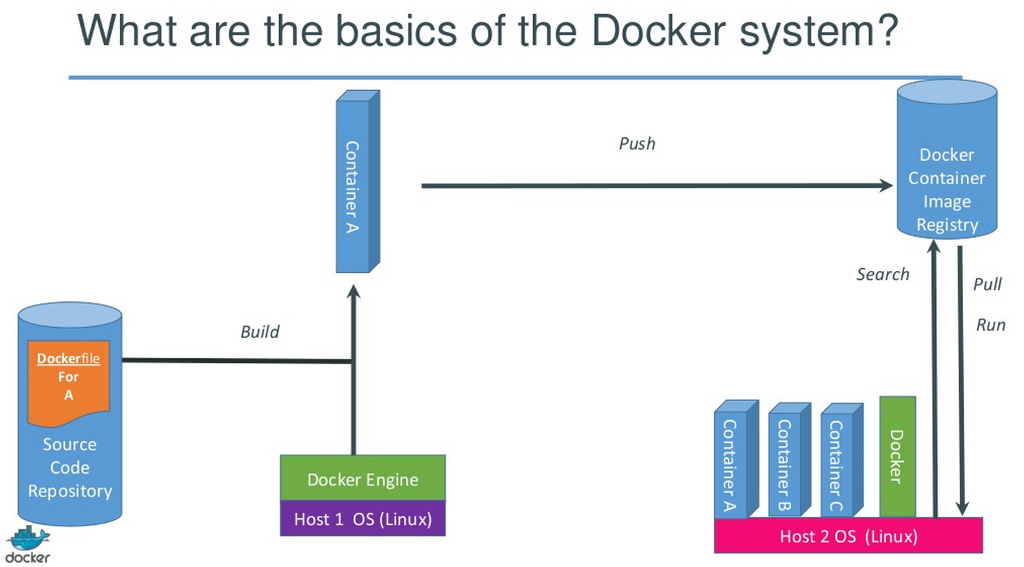 What are the basics of the Docker system?
Container A
Push
Docker
Container
Image
Registry
Search
Pull
Run
Build
Dockerfile
For
A
Source
Code
Repository
Docker Engine
Host 1 OS (Linux)
Container A
Container B
Container C
Docker
Host 2 OS (Linux)
docker